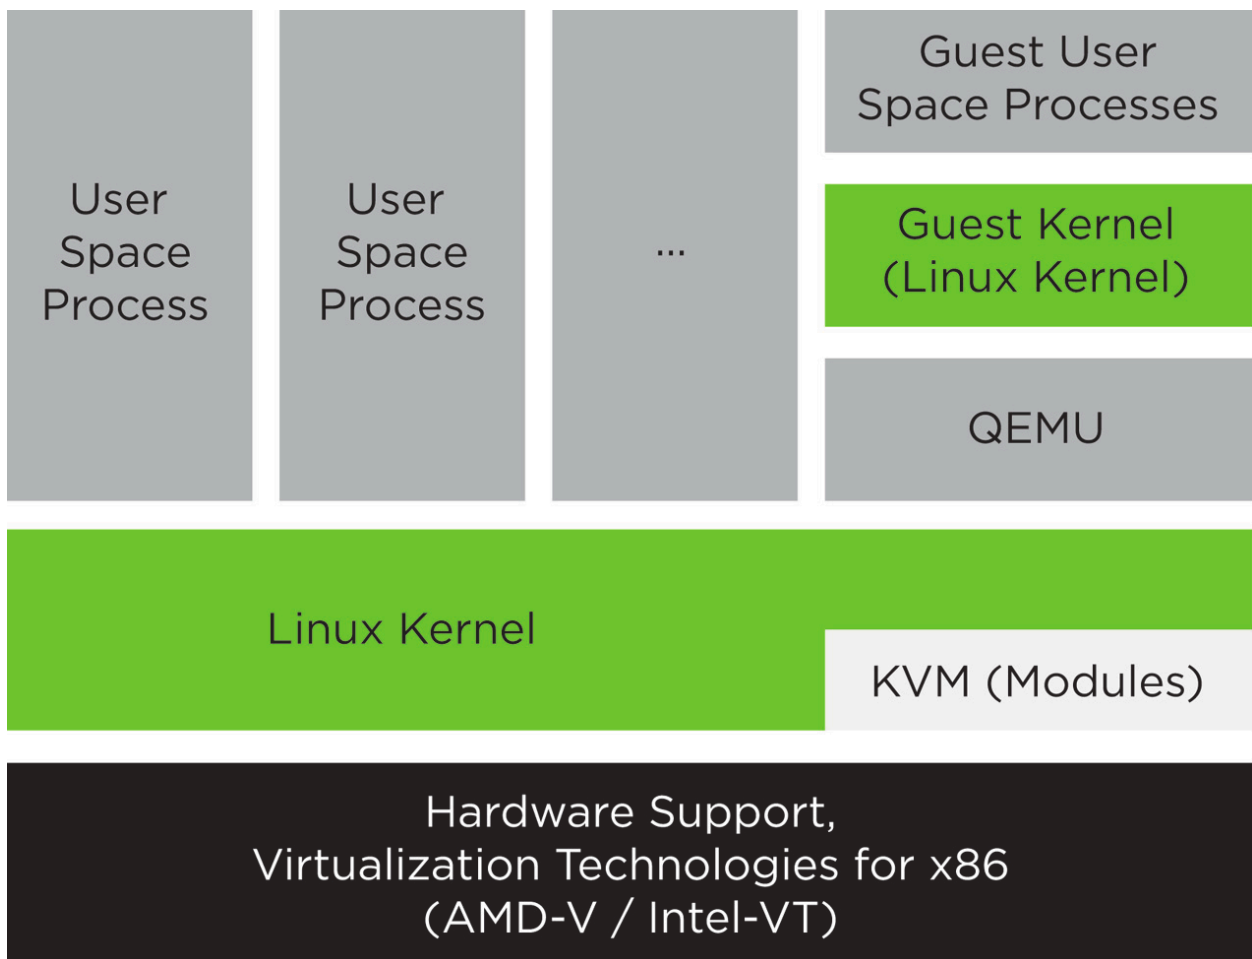 User
Space
Process
User
Space
Process
...
Guest User
Space Processes
Guest Kernel
(Linux Kernel)
QEMU
Linux Kernel
KVM (Modules)
Hardware Support,
Virtualization Technologies for x86
(AMD-V / Intel-VT)